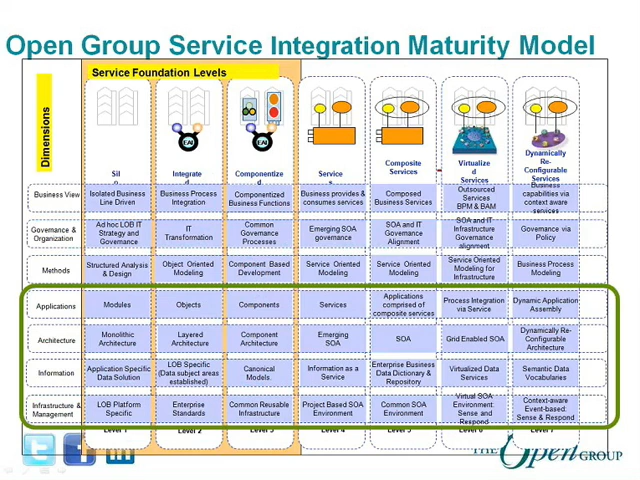 Open Group Service Integration Maturity Model
Service Foundation Levels
Dimensions
EAI
EAI
Sil
o
Integrate
d
Componentize
d
Service
s
Composite
Services
Virtualize
d
Services
Dynamically
Re-
Configurable
Services
Business View
Isolated Business
Line Driven
Business Process
Integration
Componentized
Business Functions
Business provides &
consumes services
Composed
Business Services
Outsourced
Services
BPM & BAM
Business
capabilities via
context aware
services
Governance &
Organization
Ad hoc LOB IT
Strategy and
Governance
IT
Transformation
Common
Governance
Processes
Emerging SOA
governance
SOA and IT
Governance
Alignment
SOA and IT
Infrastructure
Governance
alignment
Governance via
Policy
Methods
Structured Analysis
& Design
Object Oriented
Modeling
Component Based
Development
Service Oriented
Modeling
Service Oriented
Modeling
Service Oriented
Modeling for
Infrastructure
Business Process
Modeling
Applications
Modules
Objects
Components
Services
Applications
comprised of
composite services
Process Integration
via Service
Dynamic Application
Assembly
Architecture
Monolithic
Architecture
Layered
Architecture
Component
Architecture
Emerging
SOA
SOA
Grid Enabled SOA
Dynamically Re-
Configurable
Architecture
Information
Application Specific
Data Solution
LOB Specific
(Data subject areas
established)
Canonical
Models.
Information as a
Service
Enterprise Business
Data Dictionary &
Repository
Virtualized Data
Services
Semantic Data
Vocabularies
Infrastructure &
Management
LOB Platform
Specific
Enterprise
Standards
Common Reusable
Infrastructure
Project Based SOA
Environment
Common SOA
Environment
Virtual SOA
Environment:
Sense and
Respond
Context-aware
Event-based:
Sense & Respond
Level 1
Level 2
Level 3
Level 4
Level 5
Level 6
Level 7
THE Open GROUP